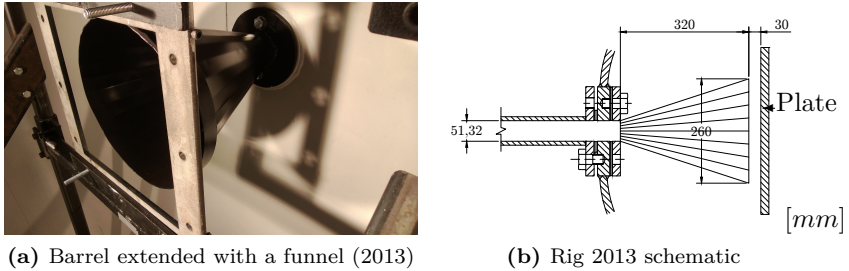 320
30
Plate
51,32
260
[mm]
(a) Barrel extended with a funnel (2013)
(b) Rig 2013 schematic